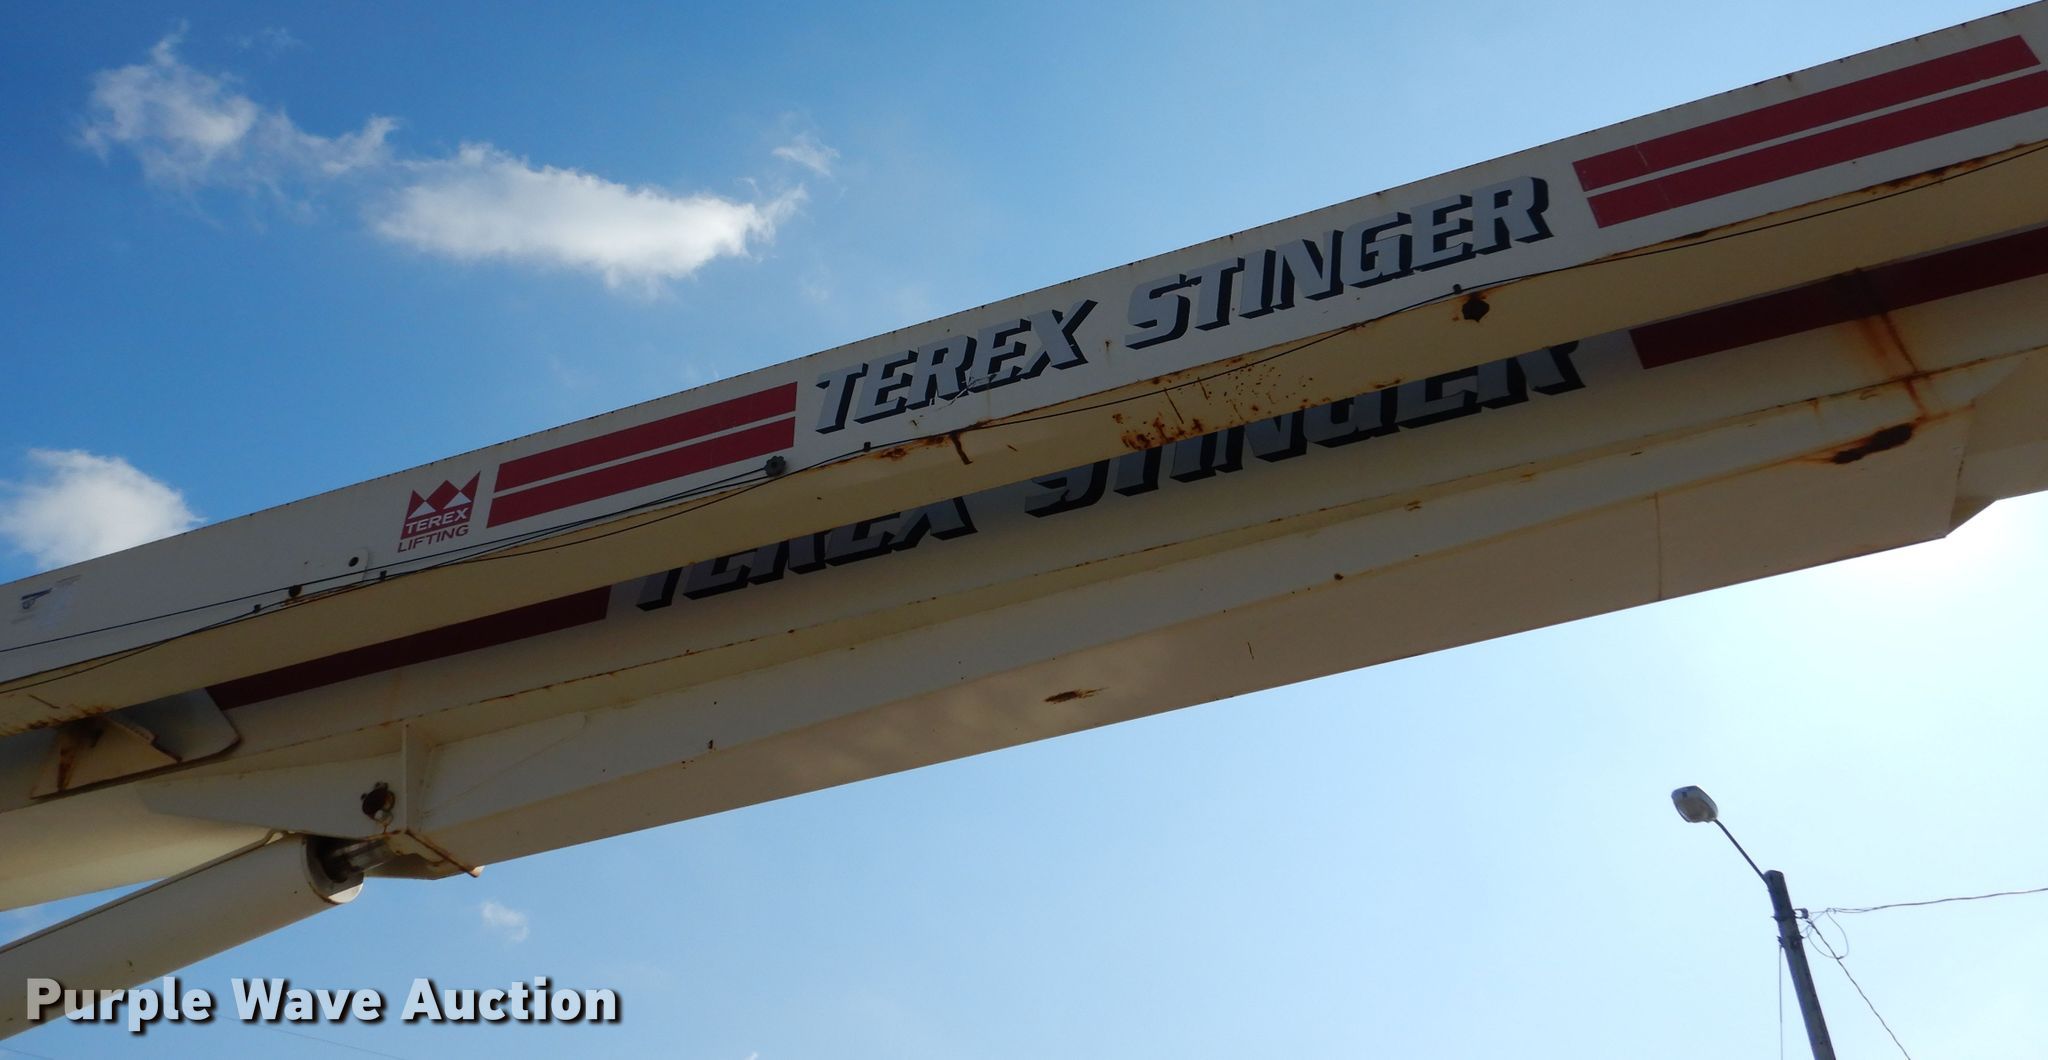 TEREX STINGER
TEREX
LIFTING
TEREX STINGER
Purple Wave Auction